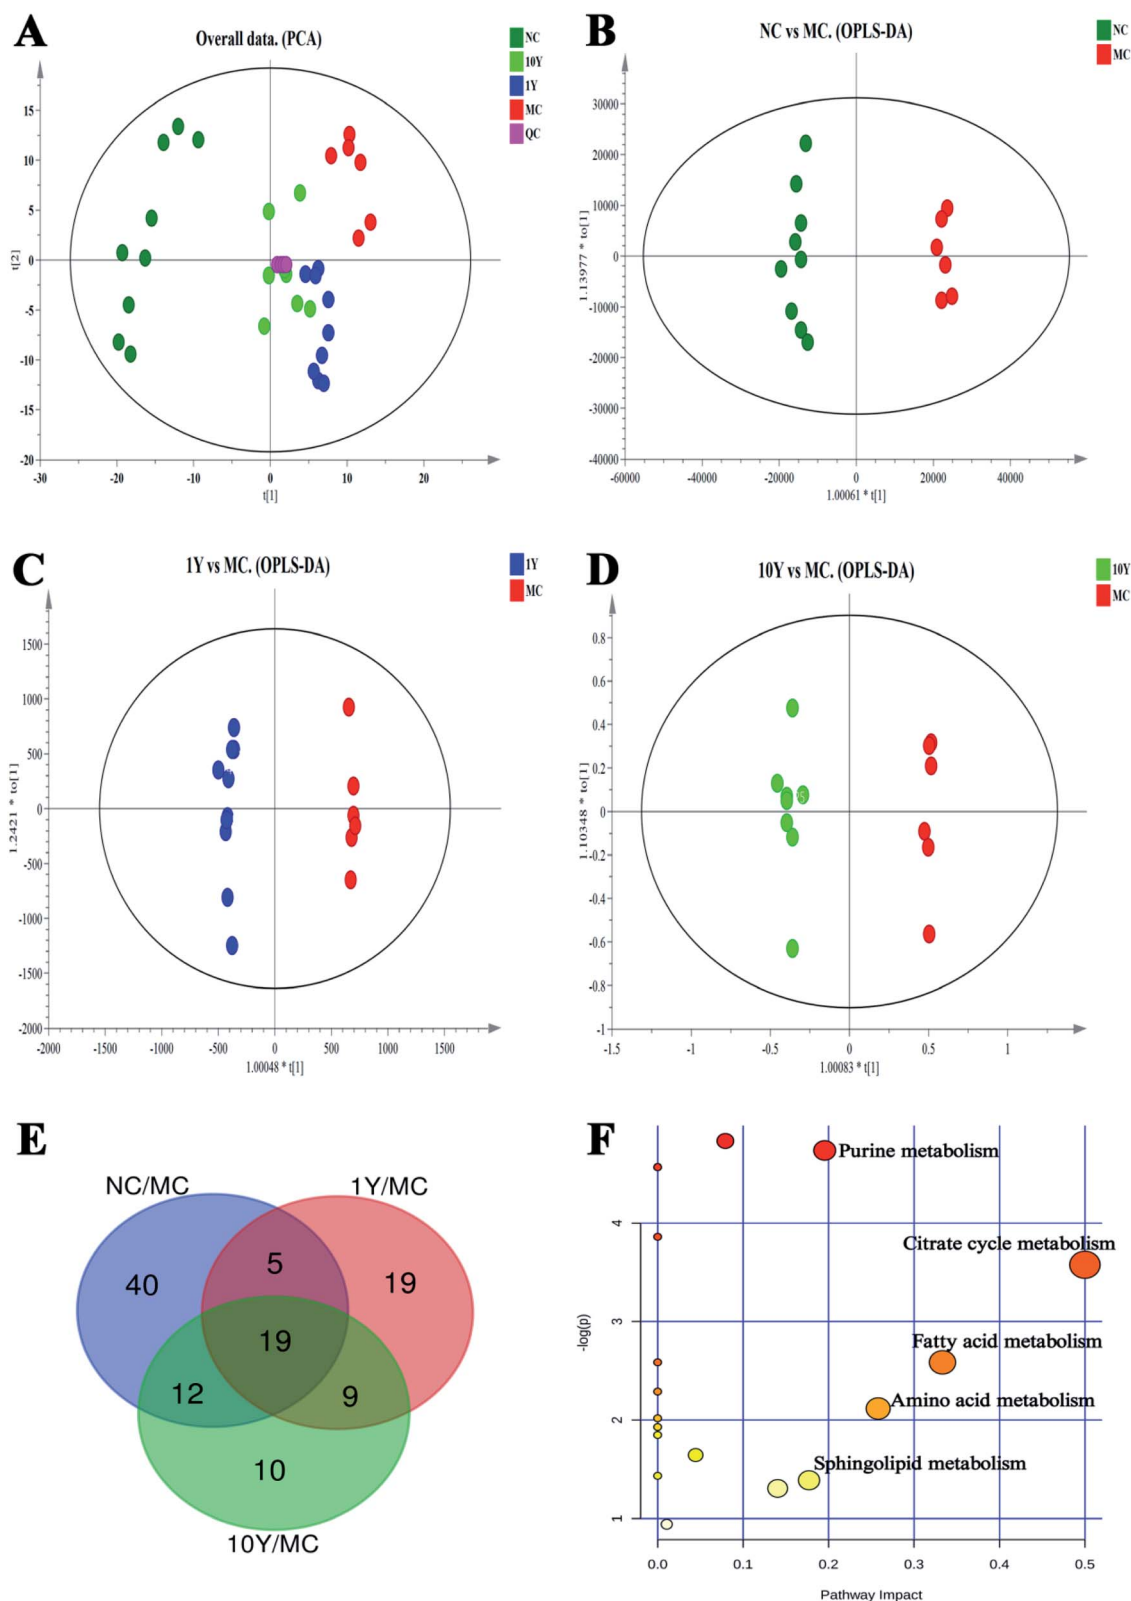 A
Overall data. (PCA)
NC
10Y
1Y
MC
QC
15
10
5
0
-5
-10
-15
-20
t[2]
-30
-20
-10
0
10
20
t[1]
B
NC vs MC. (OPLS-DA)
NC
MC
30000
20000
10000
0
-10000
-20000
-30000
-40000
1.13977 * to[1]
-60000
-40000
-20000
0
20000
40000
1.00061 * t[1]
C
1Y vs MC. (OPLS-DA)
1Y
MC
1500
1000
500
0
-500
-1000
-1500
-2000
1.2421 * to[1]
-2000
-1500
-1000
-500
0
500
1000
1500
1.00048 * t[1]
D
10Y vs MC. (OPLS-DA)
10Y
MC
0.8
0.6
0.4
0.2
0
-0.2
-0.4
-0.6
-0.8
-1
1.10348 * to[1]
-1.5
-1
-0.5
0
0.5
1
1.00083 * t[1]
E
NC/MC
1Y/MC
40
5
19
19
12
9
10
10Y/MC
F
Purine metabolism
Citrate cycle metabolism
Fatty acid metabolism
Amino acid metabolism
Sphingolipid metabolism
4
3
2
1
-log(p)
0.0
0.1
0.2
0.3
0.4
0.5
Pathway Impact